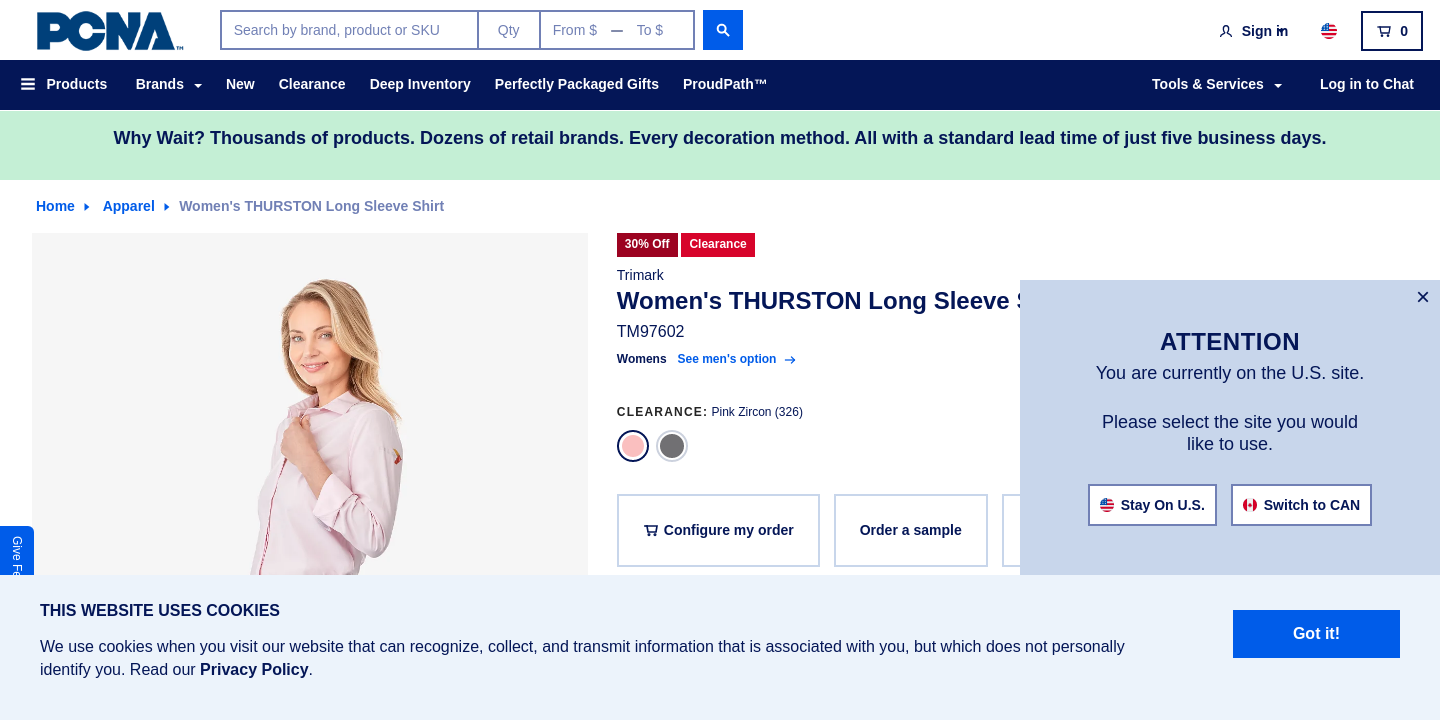 PCNA™
Search by brand, product or SKU
Qty
From $ — To $
Sign in
0
Products
Brands
New
Clearance
Deep Inventory
Perfectly Packaged Gifts
ProudPath™
Tools & Services
Log in to Chat
Why Wait? Thousands of products. Dozens of retail brands. Every decoration method. All with a standard lead time of just five business days.
Home
Apparel
Women's THURSTON Long Sleeve Shirt
30% Off
Clearance
Trimark
Women's THURSTON Long Sleeve
TM97602
Womens
See men's option
CLEARANCE: Pink Zircon (326)
Configure my order
Order a sample
×
ATTENTION
You are currently on the U.S. site.
Please select the site you would
like to use.
Stay On U.S.
Switch to CAN
Give
THIS WEBSITE USES COOKIES
We use cookies when you visit our website that can recognize, collect, and transmit information that is associated with you, but which does not personally
identify you. Read our Privacy Policy.
Got it!